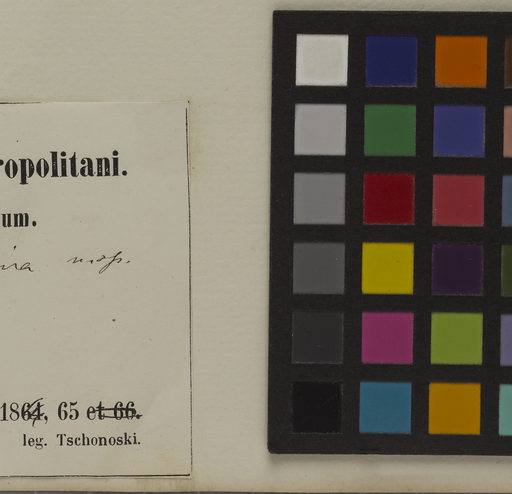 ropolitani.
um.
1864, 65 et 66.
leg. Tschonoski.